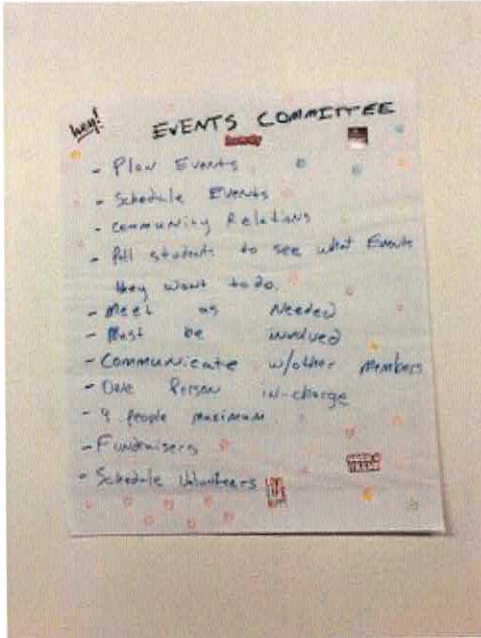 hey!
EVENTS COMMITTEE
- Plan Events
- Schedule Events
- Community Relations
- Poll students to see what Events
they want to do.
- Meet as Needed
- Must be involved
- Communicate w/other members
- One Person in-charge
- 9 people maximum
- Fundraisers
- Schedule Volunteers